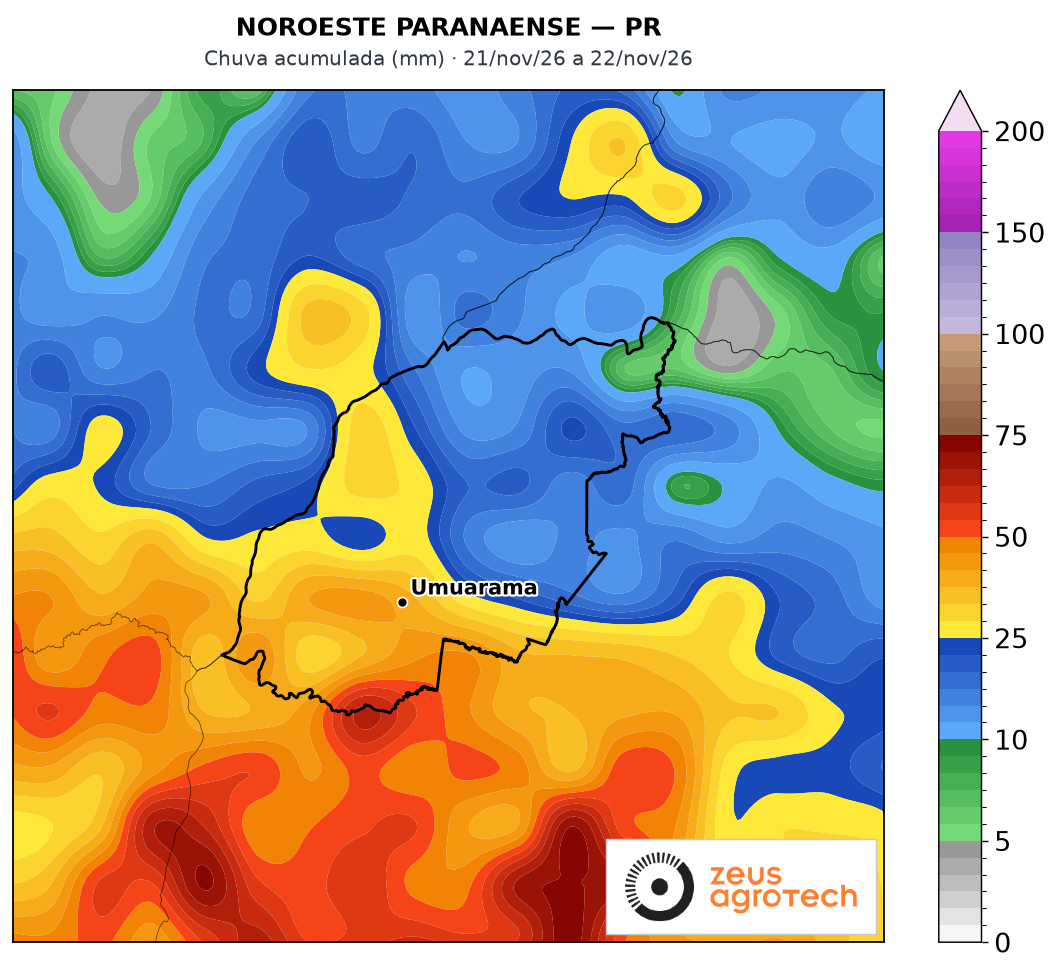 NOROESTE PARANAENSE — PR
Chuva acumulada (mm) · 21/nov/26 a 22/nov/26
200
150
100
75
50
25
10
5
0
Umuarama
zeus
agrotech